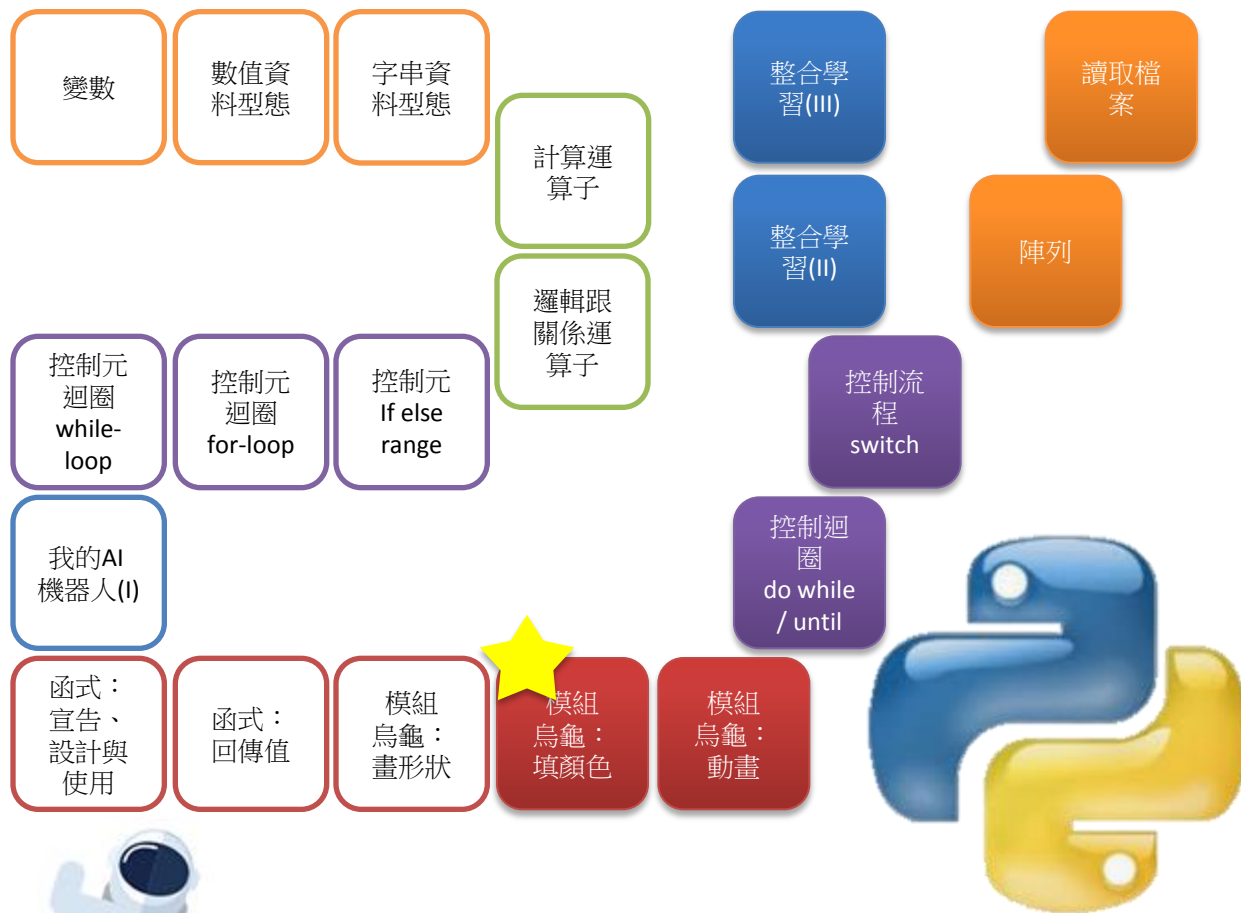 變數
數值資
料型態
字串資
料型態
計算運
算子
邏輯跟
關係運
算子
控制元
If else
range
控制元
迴圈
for-loop
控制元
迴圈
while-
loop
我的AI
機器人(I)
函式：
宣告、
設計與
使用
函式：
回傳值
模組
烏龜：
畫形狀
模組
烏龜：
填顏色
模組
烏龜：
動畫
控制迴
圈
do while
/ until
控制流
程
switch
整合學
習(II)
整合學
習(III)
陣列
讀取檔
案